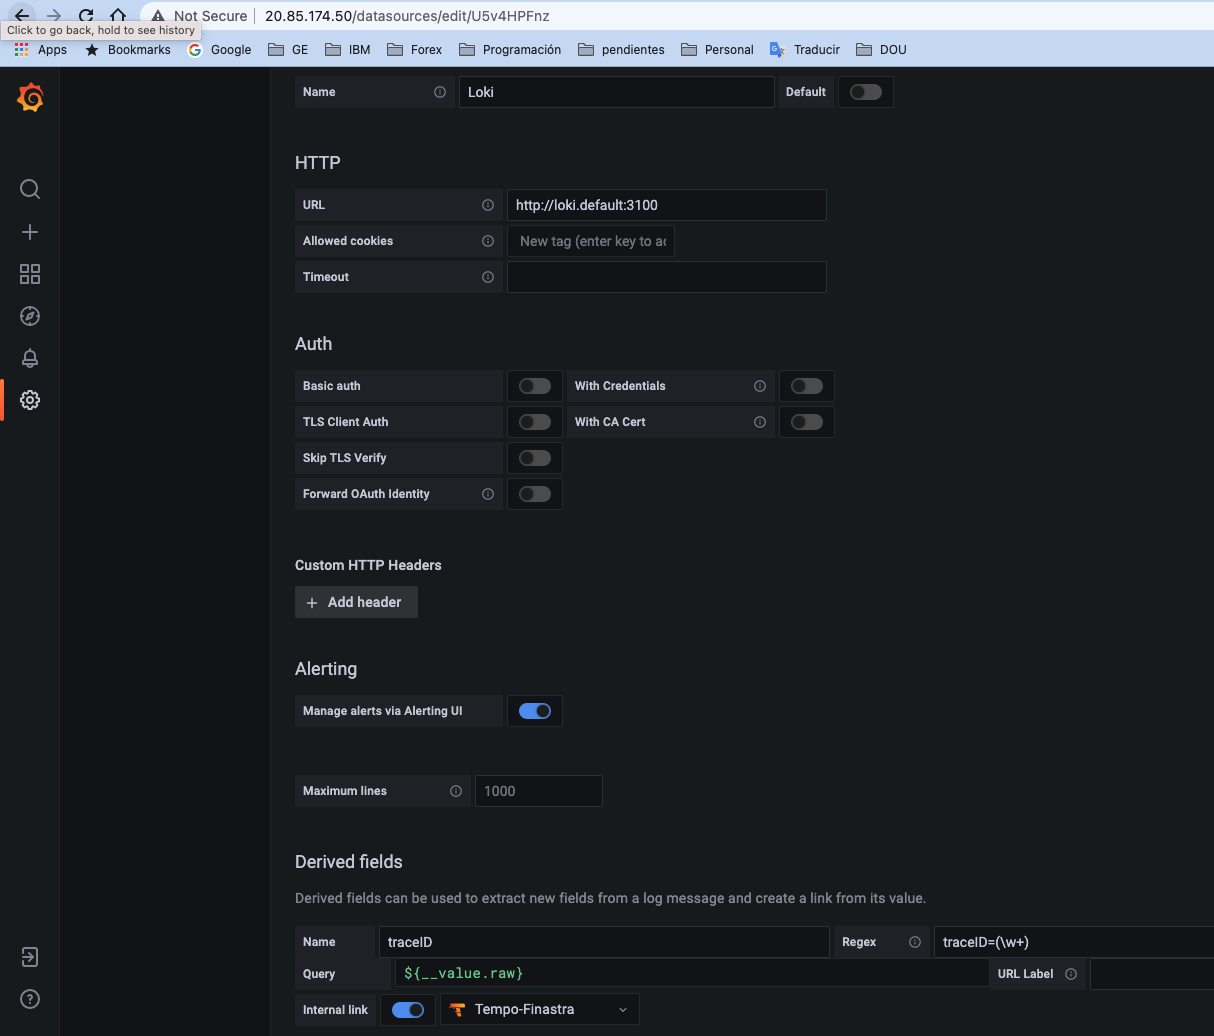 Not Secure 20.85.174.50/datasources/edit/U5v4HPFnz
Click to go back, hold to see history
Apps Bookmarks Google GE IBM Forex Programación pendientes Personal Traducir DOU
Name Loki Default
HTTP
URL http://loki.default:3100
Allowed cookies New tag (enter key to ac
Timeout
Auth
Basic auth With Credentials
TLS Client Auth With CA Cert
Skip TLS Verify
Forward OAuth Identity
Custom HTTP Headers
+ Add header
Alerting
Manage alerts via Alerting UI
Maximum lines 1000
Derived fields
Derived fields can be used to extract new fields from a log message and create a link from its value.
Name traceID Regex traceID=(\w+)
Query ${__value.raw} URL Label
Internal link Tempo-Finastra